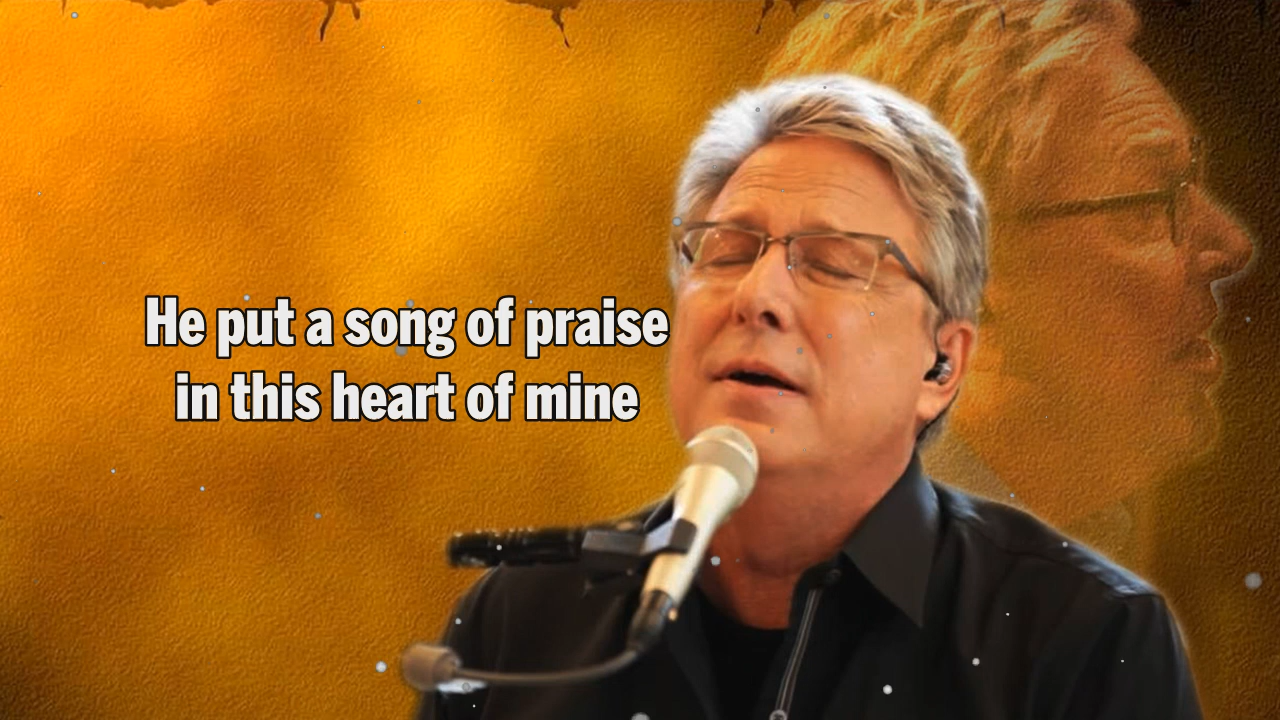 He put a song of praise
in this heart of mine